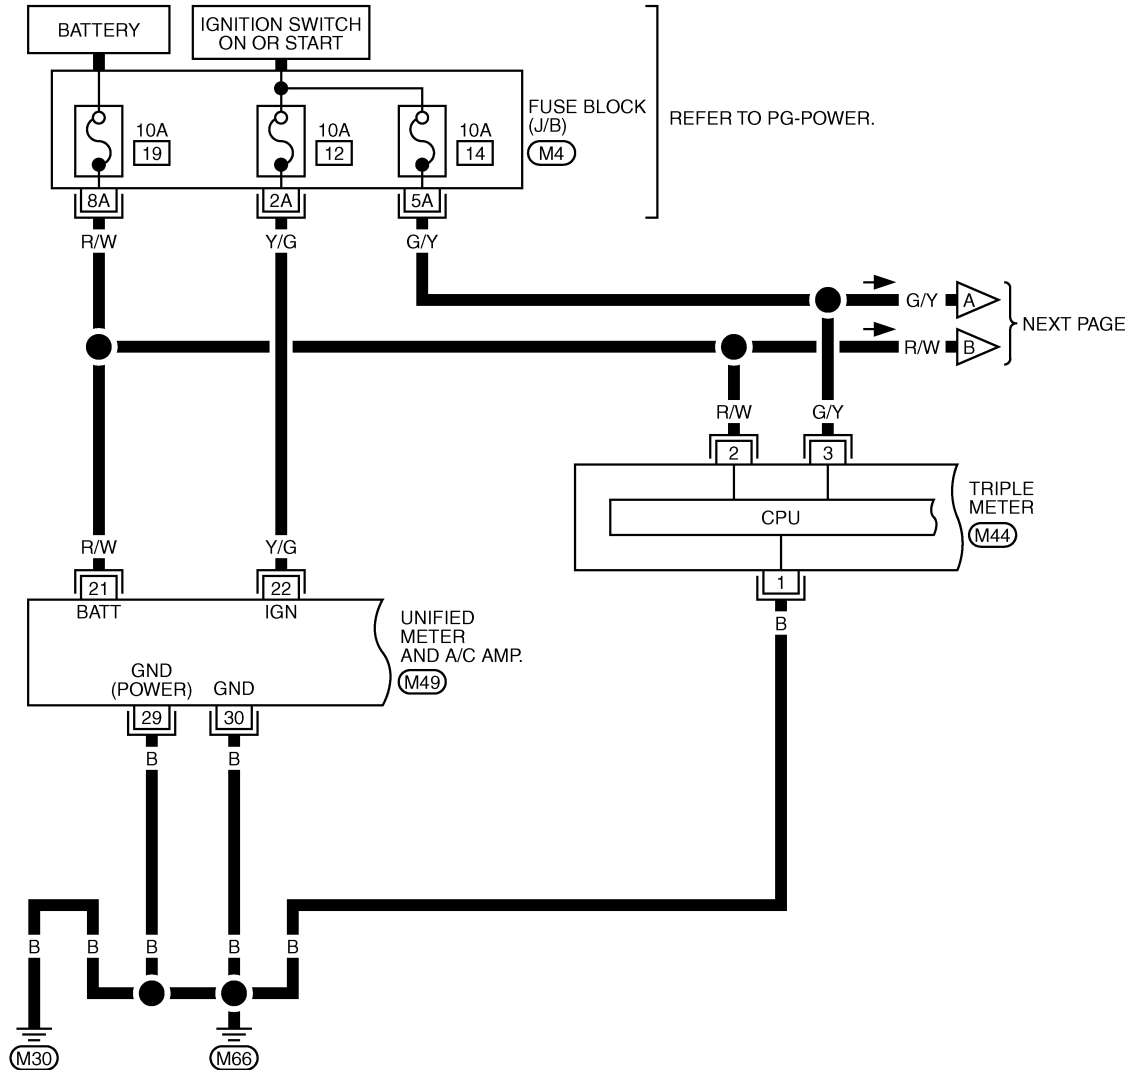 BATTERY
IGNITION SWITCH
ON OR START
10A
19
10A
12
10A
14
FUSE BLOCK
(J/B)
M4
REFER TO PG-POWER.
8A
2A
5A
R/W
Y/G
G/Y
G/Y
A
R/W
B
NEXT PAGE
R/W
G/Y
2
3
CPU
TRIPLE
METER
M44
1
B
R/W
Y/G
21
22
BATT
IGN
UNIFIED
METER
AND A/C AMP.
M49
GND
(POWER)
GND
29
30
B
B
B
B
B
B
B
M30
M66